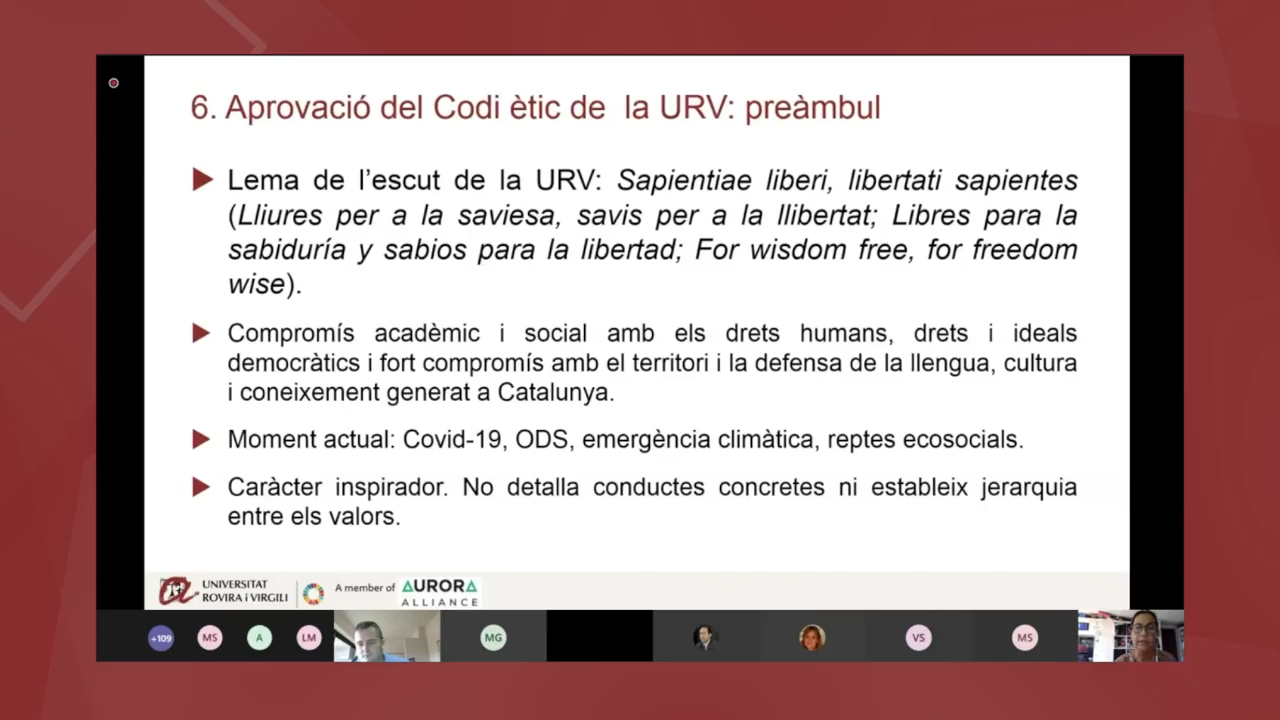 6. Aprovació del Codi ètic de la URV: preàmbul
Lema de l'escut de la URV: Sapientiae liberi, libertati sapientes
(Lliures per a la saviesa, savis per a la llibertat; Libres para la
sabiduría y sabios para la libertad; For wisdom free, for freedom
wise).
Compromís acadèmic i social amb els drets humans, drets i ideals
democràtics i fort compromís amb el territori i la defensa de la llengua, cultura
i coneixement generat a Catalunya.
Moment actual: Covid-19, ODS, emergència climàtica, reptes ecosocials.
Caràcter inspirador. No detalla conductes concretes ni estableix jerarquia
entre els valors.
UNIVERSITAT
ROVIRA i VIRGILI
A member of
AURORA
ALLIANCE
+109
MS
A
LM
MG
VS
MS